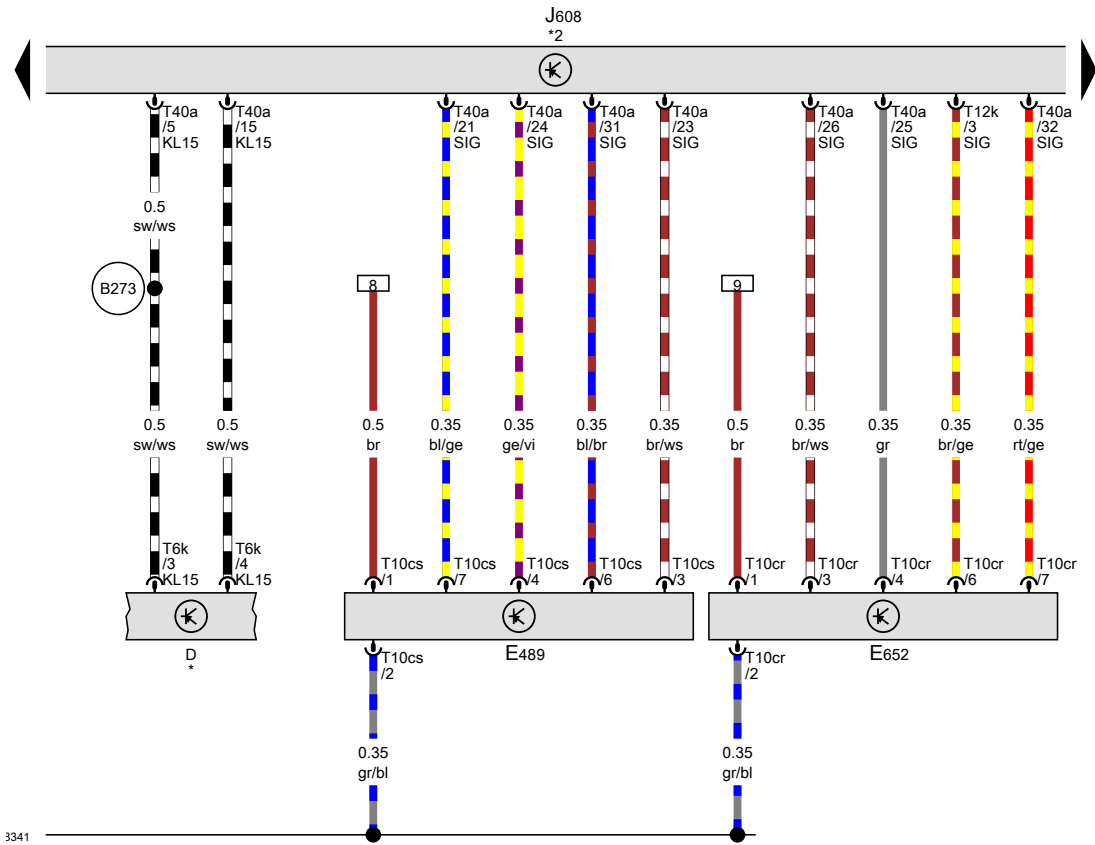 J608
*2
T40a
/5
KL15
T40a
/15
KL15
T40a
/21
SIG
T40a
/24
SIG
T40a
/31
SIG
T40a
/23
SIG
T40a
/26
SIG
T40a
/25
SIG
T12k
/3
SIG
T40a
/32
SIG
0.5
sw/ws
B273
8
9
0.5
sw/ws
0.5
sw/ws
0.5
br
0.35
bl/ge
0.35
ge/vi
0.35
bl/br
0.35
br/ws
0.5
br
0.35
br/ws
0.35
gr
0.35
br/ge
0.35
rt/ge
T6k
/3
KL15
T6k
/4
KL15
T10cs
/1
T10cs
/7
T10cs
/4
T10cs
/6
T10cs
/3
T10cr
/1
T10cr
/3
T10cr
/4
T10cr
/6
T10cr
/7
D
*
E489
E652
T10cs
/2
T10cr
/2
0.35
gr/bl
0.35
gr/bl